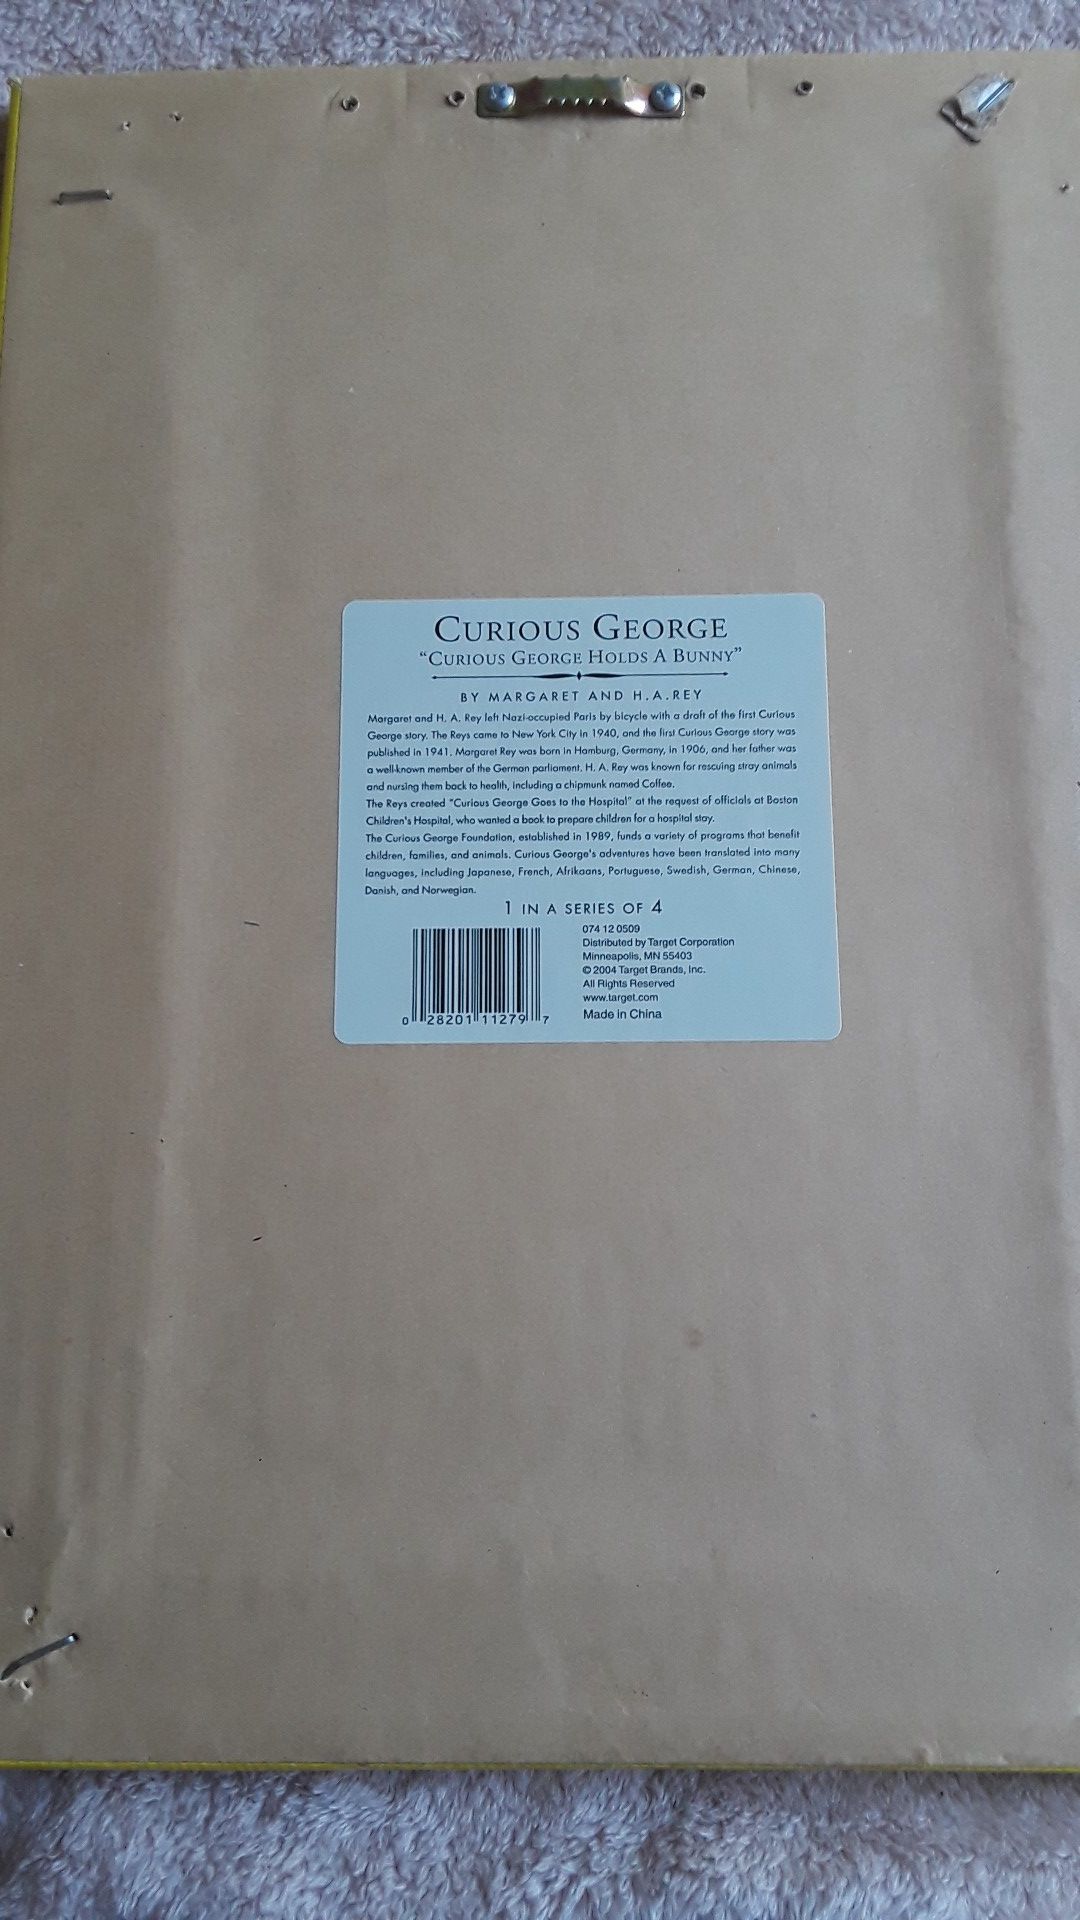 CURIOUS GEORGE
“CURIOUS GEORGE HOLDS A BUNNY”
BY MARGARET AND H.A.REY
Margaret and H. A. Rey left Nazi-occupied Paris by bicycle with a draft of the first Curious
George story. The Reys came to New York City in 1940, and the first Curious George story was
published in 1941. Margaret Rey was born in Hamburg, Germany, in 1906, and her father was
a well-known member of the German parliament. H. A. Rey was known for rescuing stray animals
and nursing them back to health, including a chipmunk named Coffee.
The Reys created “Curious George Goes to the Hospital” at the request of officials at Boston
Children's Hospital, who wanted a book to prepare children for a hospital stay.
The Curious George Foundation, established in 1989, funds a variety of programs that benefit
children, families, and animals. Curious George's adventures have been translated into many
languages, including Japanese, French, Afrikaans, Portuguese, Swedish, German, Chinese,
Danish, and Norwegian.
1 IN A SERIES OF 4
0 28201 11279 7
074 12 0509
Distributed by Target Corporation
Minneapolis, MN 55403
© 2004 Target Brands, Inc.
All Rights Reserved
www.target.com
Made in China